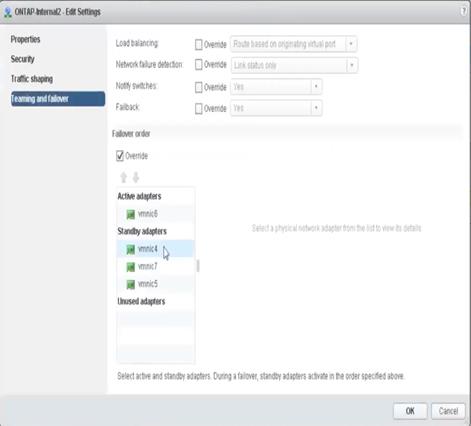 ONTAP-Internal2 - Edit Settings
?
Properties
Security
Traffic shaping
Teaming and failover
Load balancing: Override Route based on originating virtual port
Network failure detection: Override Link status only
Notify switches: Override Yes
Failback: Override Yes
Failover order
Override
Active adapters
vmnic6
Standby adapters
vmnic4
vmnic7
vmnic5
Unused adapters
Select a physical network adapter from the list to view its details.
Select active and standby adapters. During a failover, standby adapters activate in the order specified above.
OK Cancel